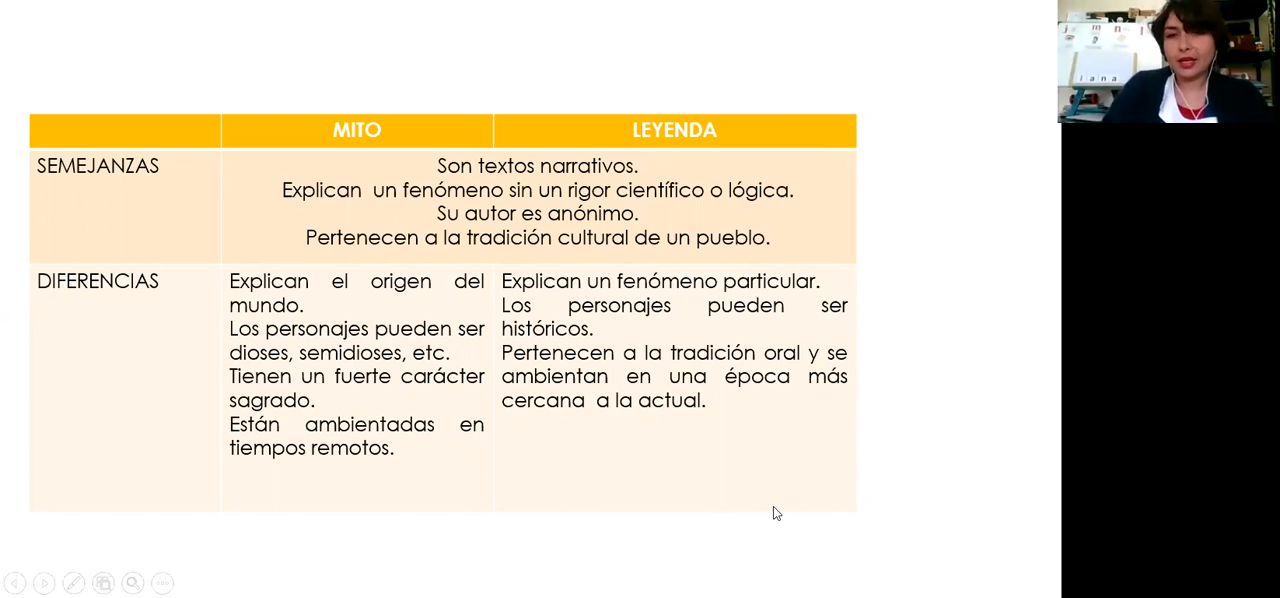 MITO LEYENDA
SEMEJANZAS
Son textos narrativos.
Explican un fenómeno sin un rigor científico o lógica.
Su autor es anónimo.
Pertenecen a la tradición cultural de un pueblo.
DIFERENCIAS
Explican el origen del
mundo.
Los personajes pueden ser
dioses, semidioses, etc.
Tienen un fuerte carácter
sagrado.
Están ambientadas en
tiempos remotos.
Explican un fenómeno particular.
Los personajes pueden ser
históricos.
Pertenecen a la tradición oral y se
ambientan en una época más
cercana a la actual.
j m ñ
i a n a